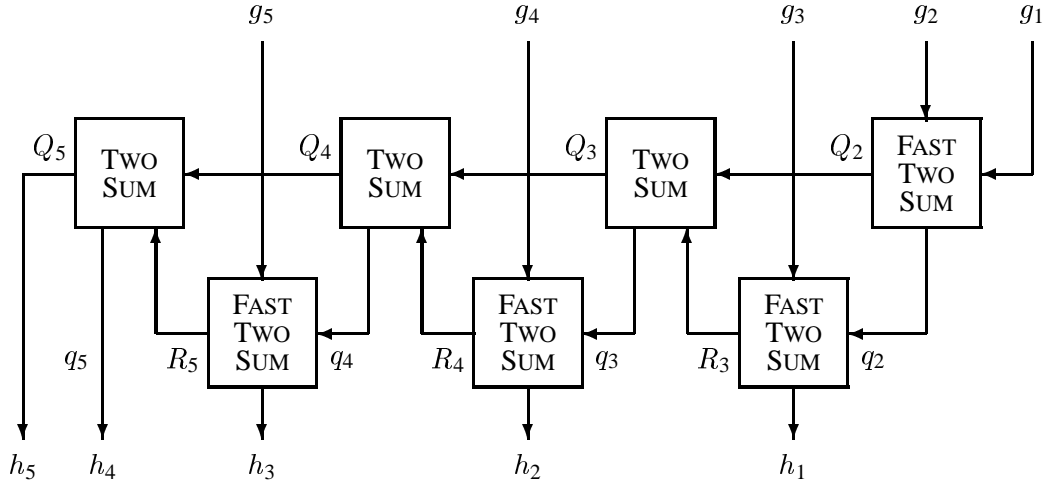 g₅ g₄ g₃ g₂ g₁
Q₅ TWO SUM Q₄ TWO SUM Q₃ TWO SUM Q₂ FAST TWO SUM
q₅ R₅ FAST TWO SUM q₄ R₄ FAST TWO SUM q₃ R₃ FAST TWO SUM q₂
h₅ h₄ h₃ h₂ h₁